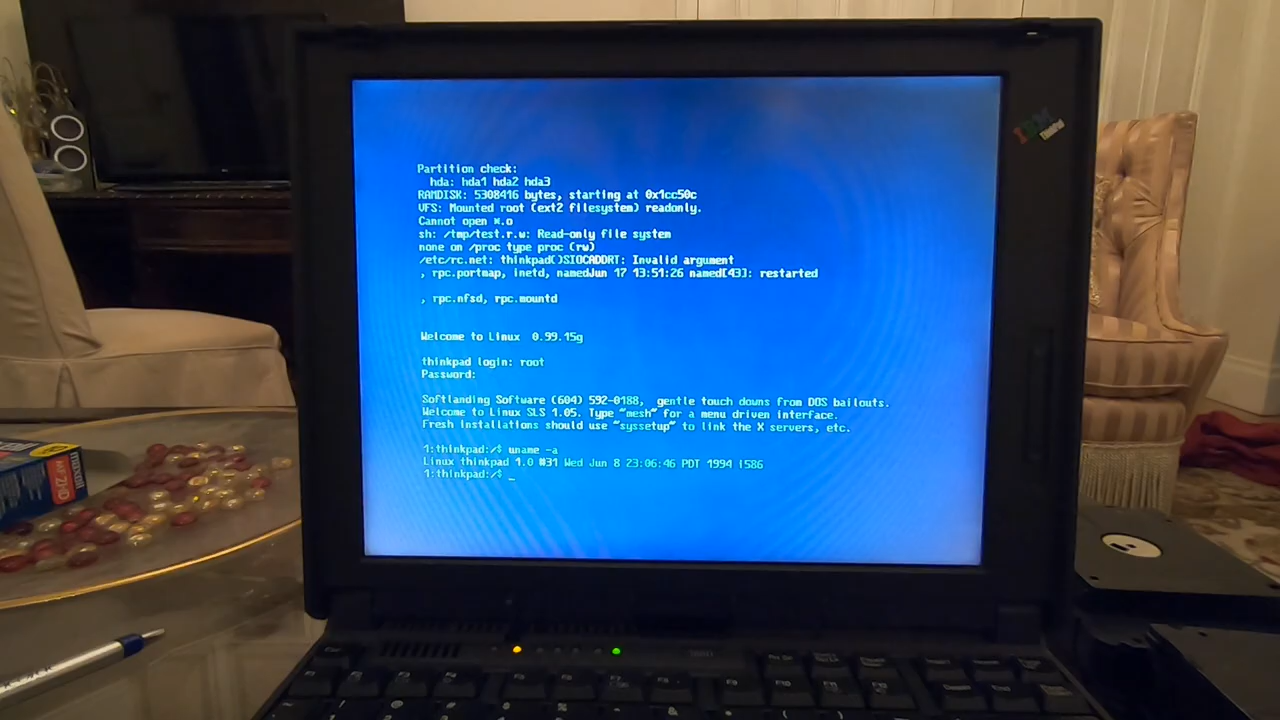 IBM
ThinkPad
Partition check:
hda: hda1 hda2 hda3
RAMDISK: 5308416 bytes, starting at 0x1cc50c
VFS: Mounted root (ext2 filesystem) readonly.
Cannot open *.o
sh: /tmp/test.r.w: Read-only file system
none on /proc type proc (rw)
/etc/rc.net: thinkpad()SIOCADDRT: Invalid argument
, rpc.portmap, inetd, namedJun 17 13:51:26 named[43]: restarted
, rpc.nfsd, rpc.mountd
Welcome to Linux 0.99.15g
thinkpad login: root
Password:
Softlanding Software (604) 592-0188, gentle touch downs from DOS bailouts.
Welcome to Linux SLS 1.05. Type "mesh" for a menu driven interface.
Fresh installations should use "syssetup" to link the X servers, etc.
1:thinkpad:/$ uname -a
Linux thinkpad 1.0 #31 Wed Jun 8 23:06:46 PDT 1994 i586
1:thinkpad:/$ _